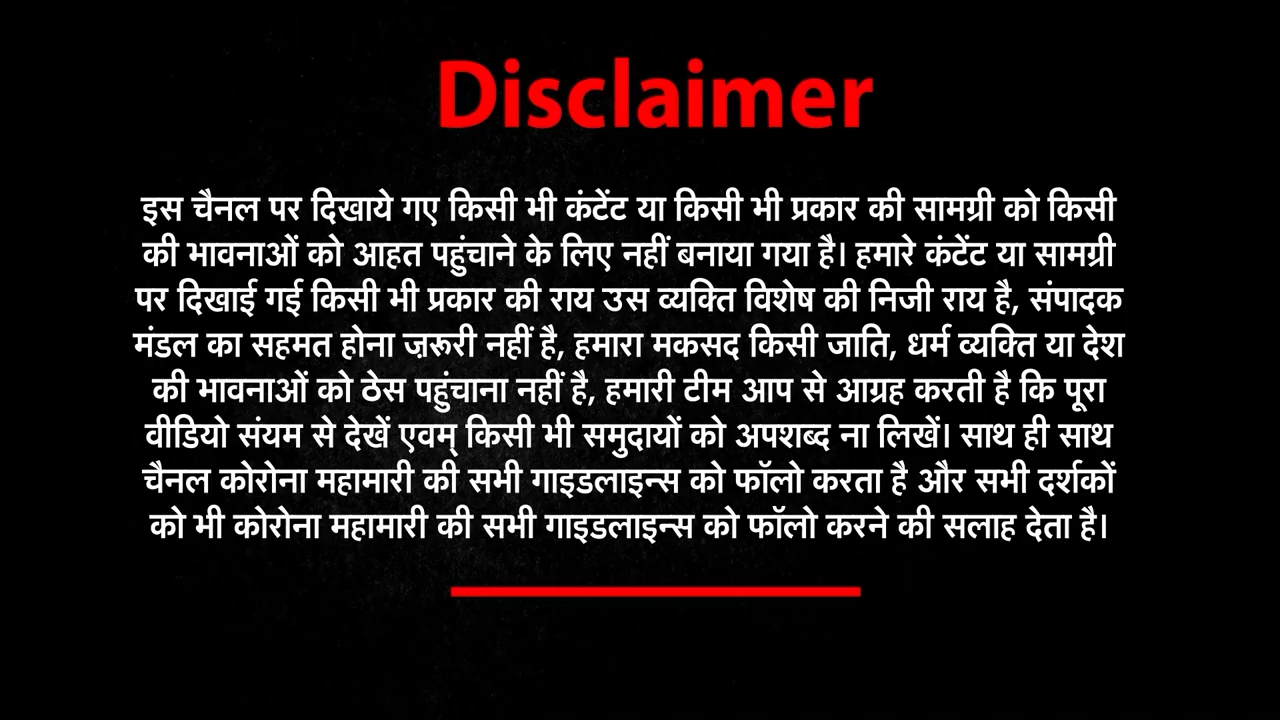 Disclaimer
इस चैनल पर दिखाये गए किसी भी कंटेंट या किसी भी प्रकार की सामग्री को किसी
की भावनाओं को आहत पहुंचाने के लिए नहीं बनाया गया है। हमारे कंटेंट या सामग्री
पर दिखाई गई किसी भी प्रकार की राय उस व्यक्ति विशेष की निजी राय है, संपादक
मंडल का सहमत होना ज़रूरी नहीं है, हमारा मकसद किसी जाति, धर्म व्यक्ति या देश
की भावनाओं को ठेस पहुंचाना नहीं है, हमारी टीम आप से आग्रह करती है कि पूरा
वीडियो संयम से देखें एवम् किसी भी समुदायों को अपशब्द ना लिखें। साथ ही साथ
चैनल कोरोना महामारी की सभी गाइडलाइन्स को फॉलो करता है और सभी दर्शकों
को भी कोरोना महामारी की सभी गाइडलाइन्स को फॉलो करने की सलाह देता है।